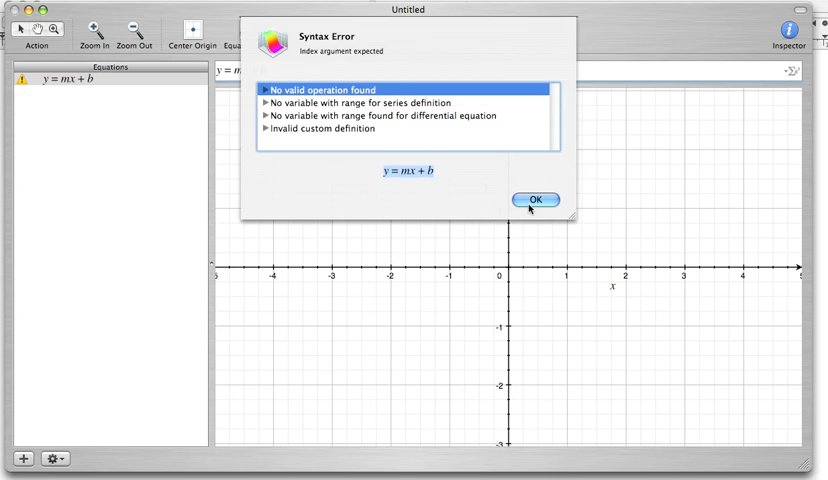 Untitled
Action
Zoom In
Zoom Out
Center Origin
Equa
Inspector
Syntax Error
Index argument expected
Equations
y = mx + b
y = m
No valid operation found
No variable with range for series definition
No variable with range found for differential equation
Invalid custom definition
y = mx + b
OK
-4 -3 -2 -1 0 1 2 3 4
x
-1
-2
-3